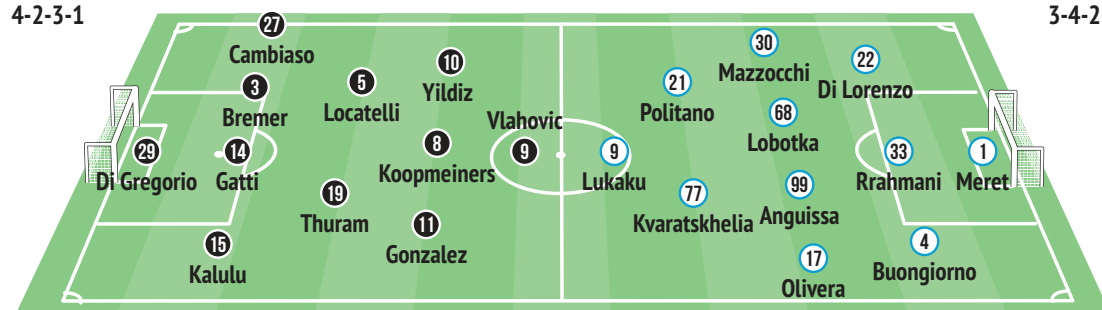 4-2-3-1
3-4-2
27
Cambiaso
3
Bremer
29
Di Gregorio
14
Gatti
15
Kalulu
5
Locatelli
19
Thuram
10
Yildiz
8
Koopmeiners
11
Gonzalez
Vlahovic
9
9
Lukaku
21
Politano
77
Kvaratskhelia
30
Mazzocchi
68
Lobotka
99
Anguissa
17
Olivera
22
Di Lorenzo
33
Rrahmani
4
Buongiorno
1
Meret